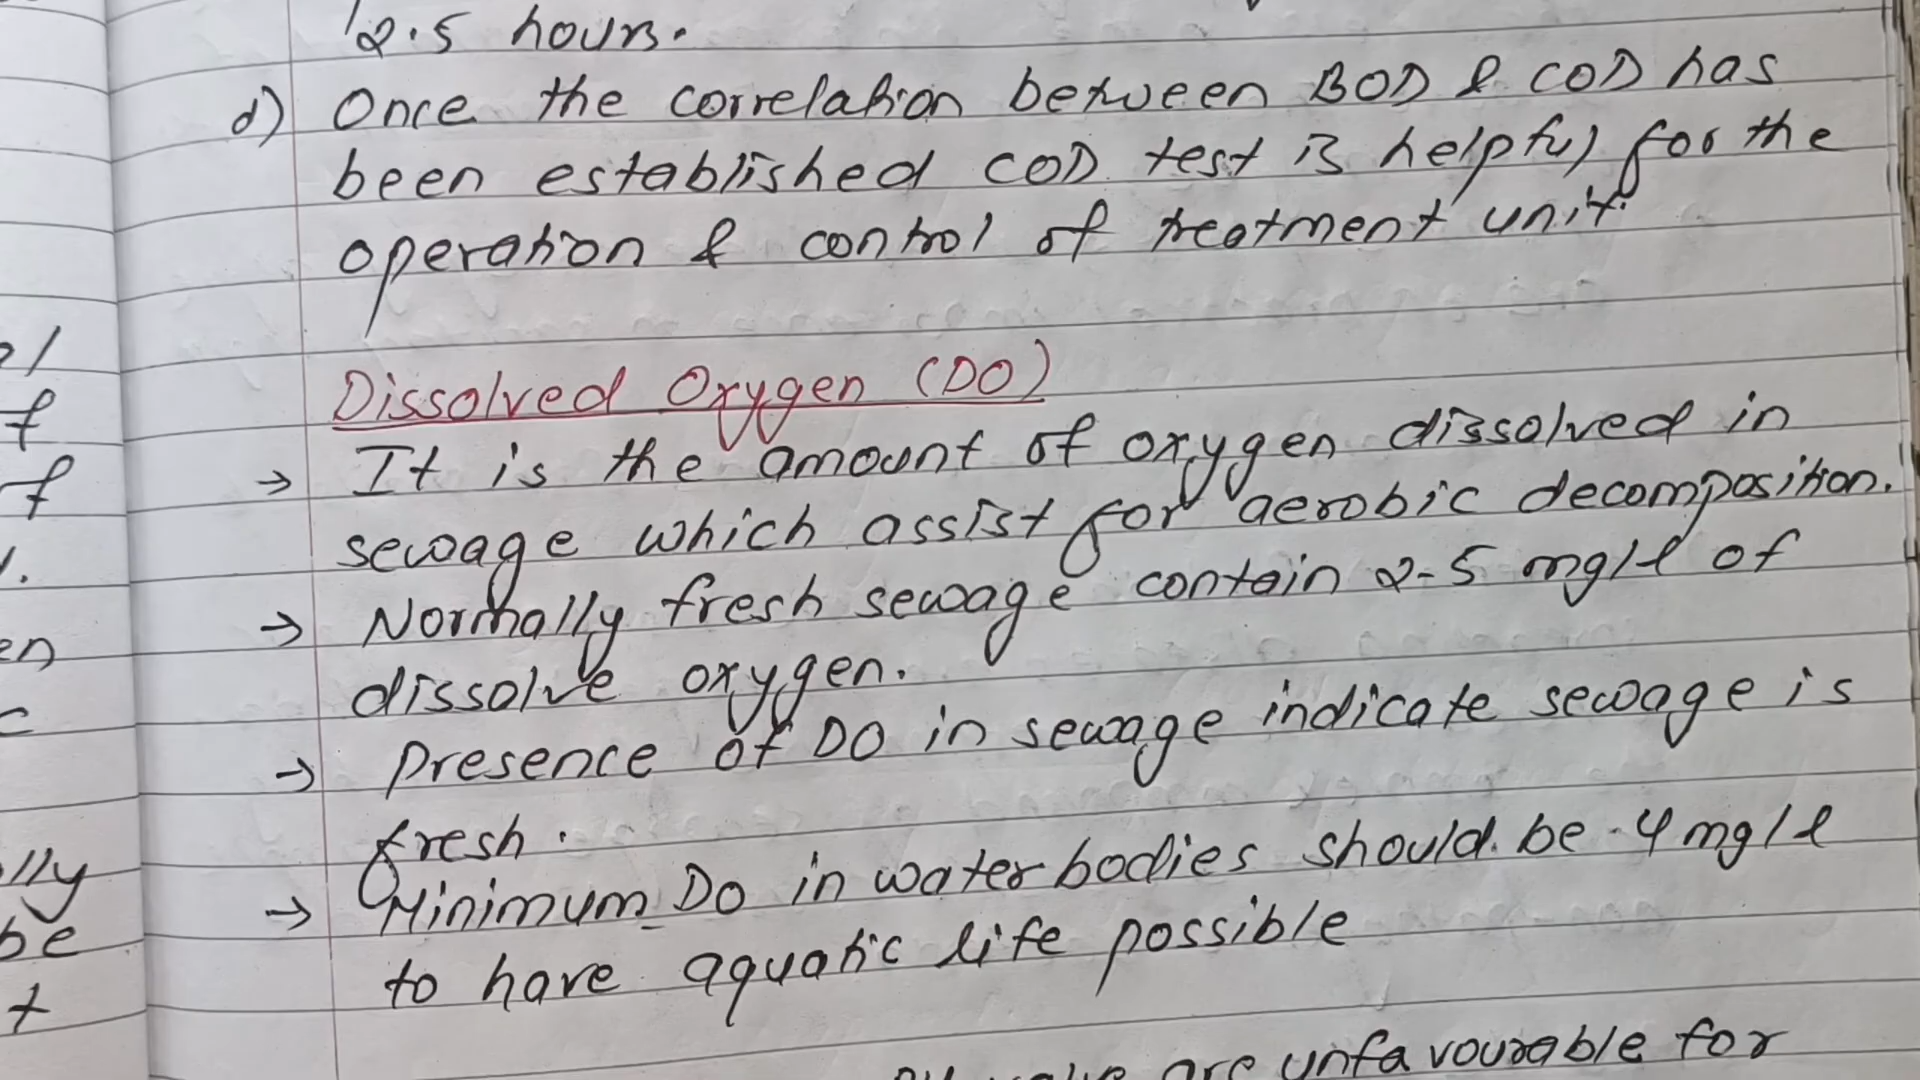 2.5 hours.
d) Once the correlation between BOD & COD has
been established COD test is helpful for the
operation & control of treatment unit.
Dissolved Oxygen (DO)
→ It is the amount of oxygen dissolved in
sewage which assist for aerobic decomposition.
→ Normally fresh sewage contain 2-5 mg/l of
dissolve oxygen.
→ Presence of DO in sewage indicate sewage is
fresh.
→ Minimum DO in water bodies should be 4 mg/l
to have aquatic life possible
are unfavourable for